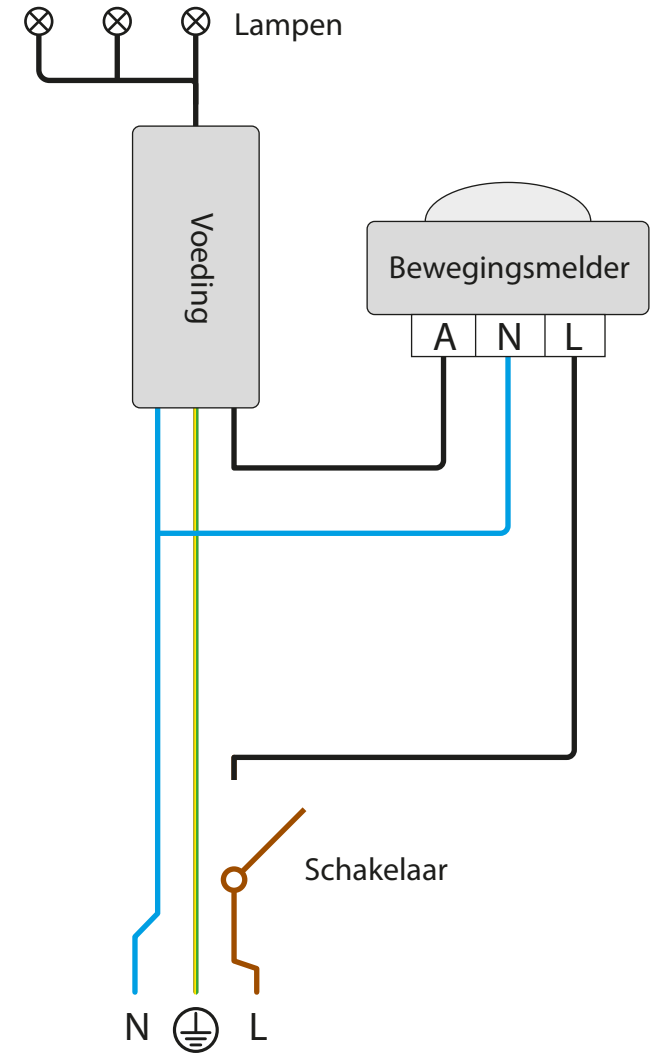 Lampen
Voeding
Bewegingsmelder
A N L
Schakelaar
N L